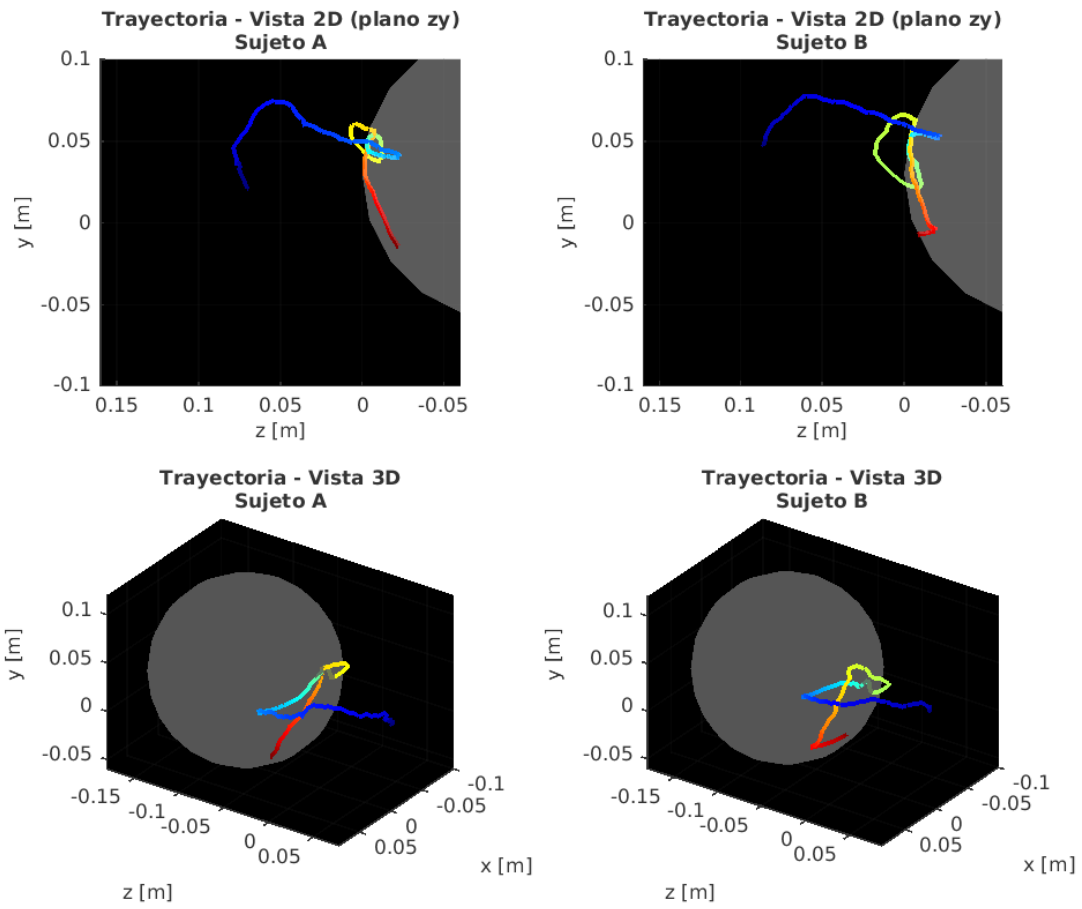 Trayectoria - Vista 2D (plano zy)
Sujeto A
0.1
0.05
0
-0.05
-0.1
y [m]
0.15 0.1 0.05 0 -0.05
z [m]
Trayectoria - Vista 2D (plano zy)
Sujeto B
0.1
0.05
0
-0.05
-0.1
y [m]
0.15 0.1 0.05 0 -0.05
z [m]
Trayectoria - Vista 3D
Sujeto A
0.1
0.05
0
-0.05
y [m]
-0.15 -0.1 -0.05 0 0.05
z [m]
-0.1 -0.05 0 0.05
x [m]
Trayectoria - Vista 3D
Sujeto B
0.1
0.05
0
-0.05
y [m]
-0.15 -0.1 -0.05 0 0.05
z [m]
-0.1 -0.05 0 0.05
x [m]